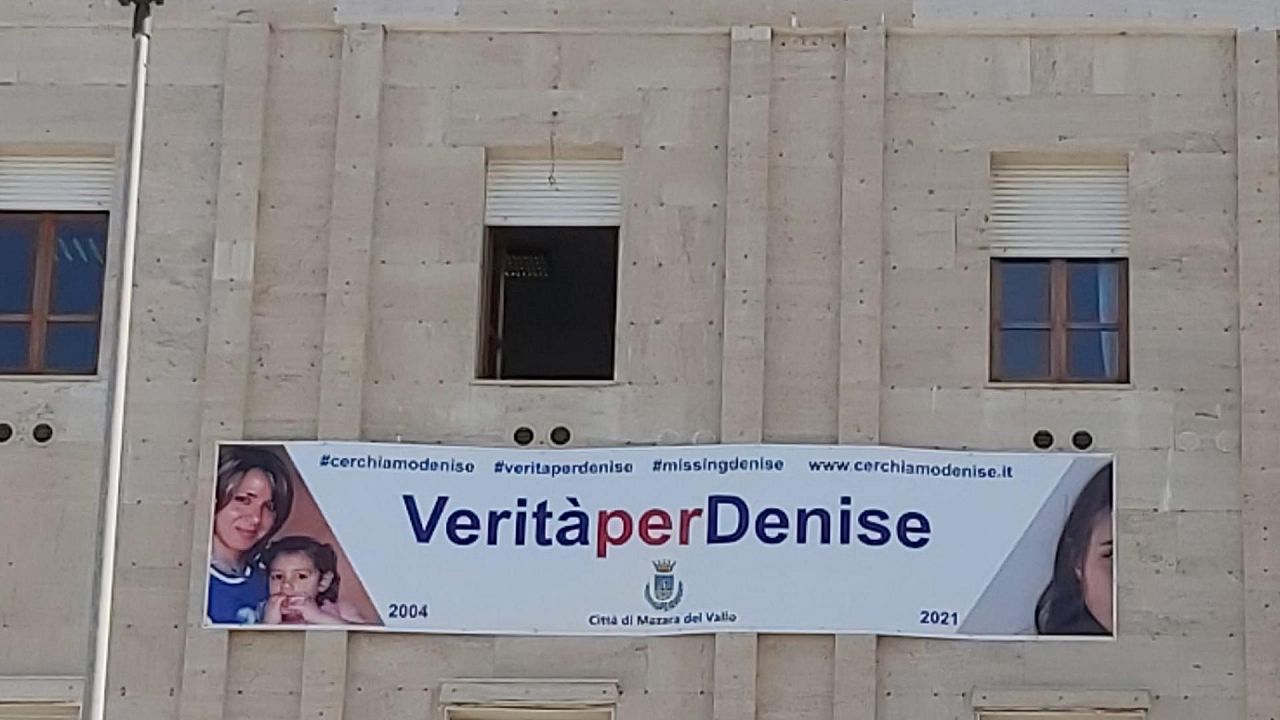 #cerchiamodenise #veritaperdenise #missingdenise www.cerchiamodenise.it
VeritàperDenise
2004
Città di Mazara del Vallo
2021